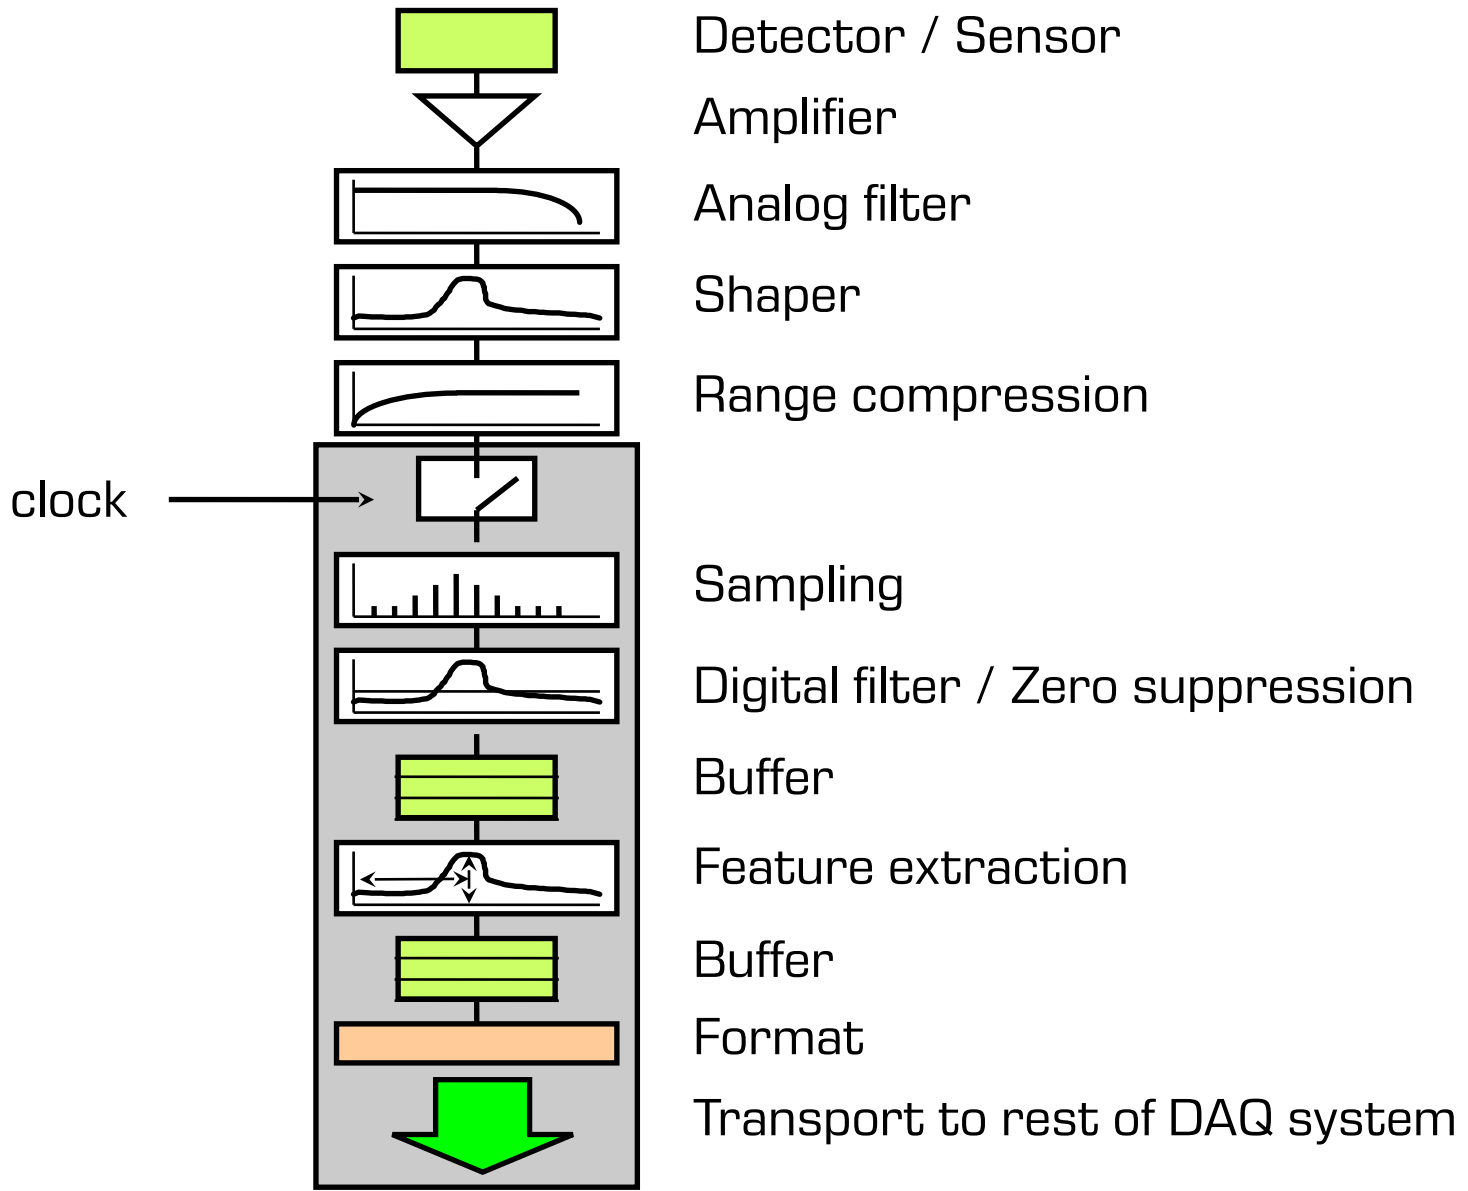 Detector / Sensor
Amplifier
Analog filter
Shaper
Range compression
clock
Sampling
Digital filter / Zero suppression
Buffer
Feature extraction
Buffer
Format
Transport to rest of DAQ system